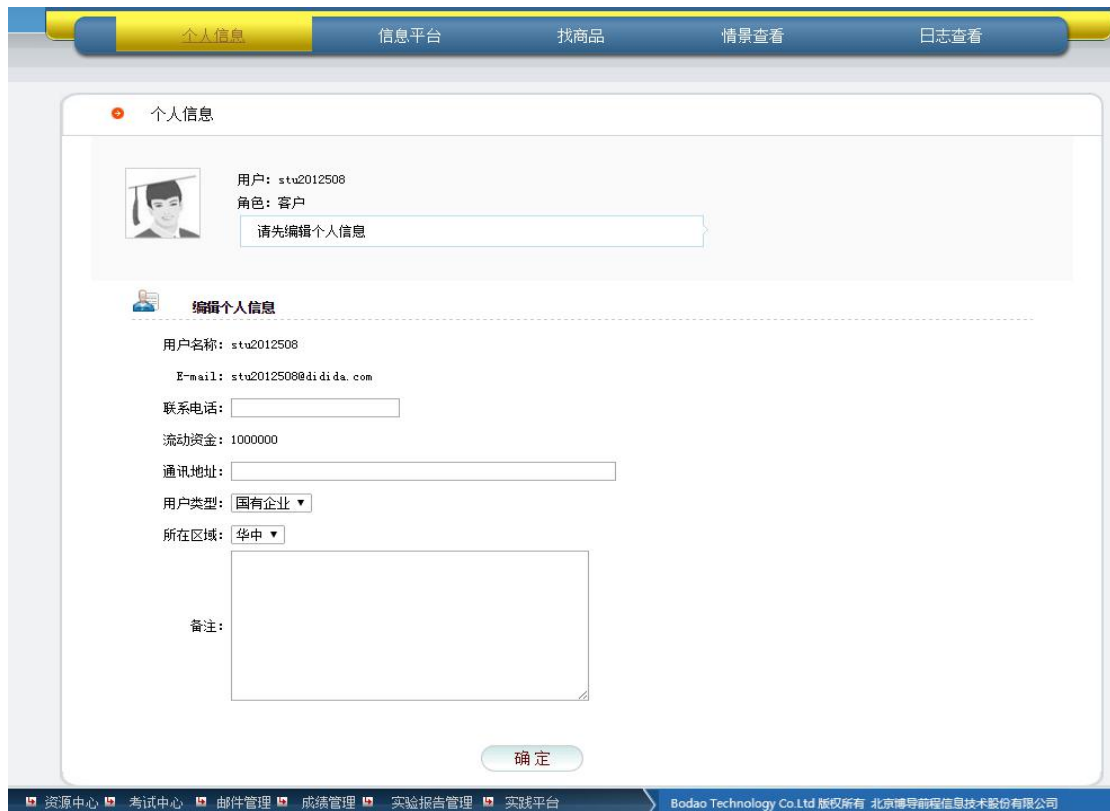 个人信息 信息平台 找商品 情景查看 日志查看
个人信息
用户: stu2012508
角色: 客户
请先编辑个人信息
编辑个人信息
用户名称: stu2012508
E-mail: stu2012508@didida.com
联系电话:
流动资金: 1000000
通讯地址:
用户类型: 国有企业
所在区域: 华中
备注:
确定
资源中心 考试中心 邮件管理 成绩管理 实验报告管理 实践平台 Bodao Technology Co.Ltd 版权所有 北京博导前程信息技术股份有限公司